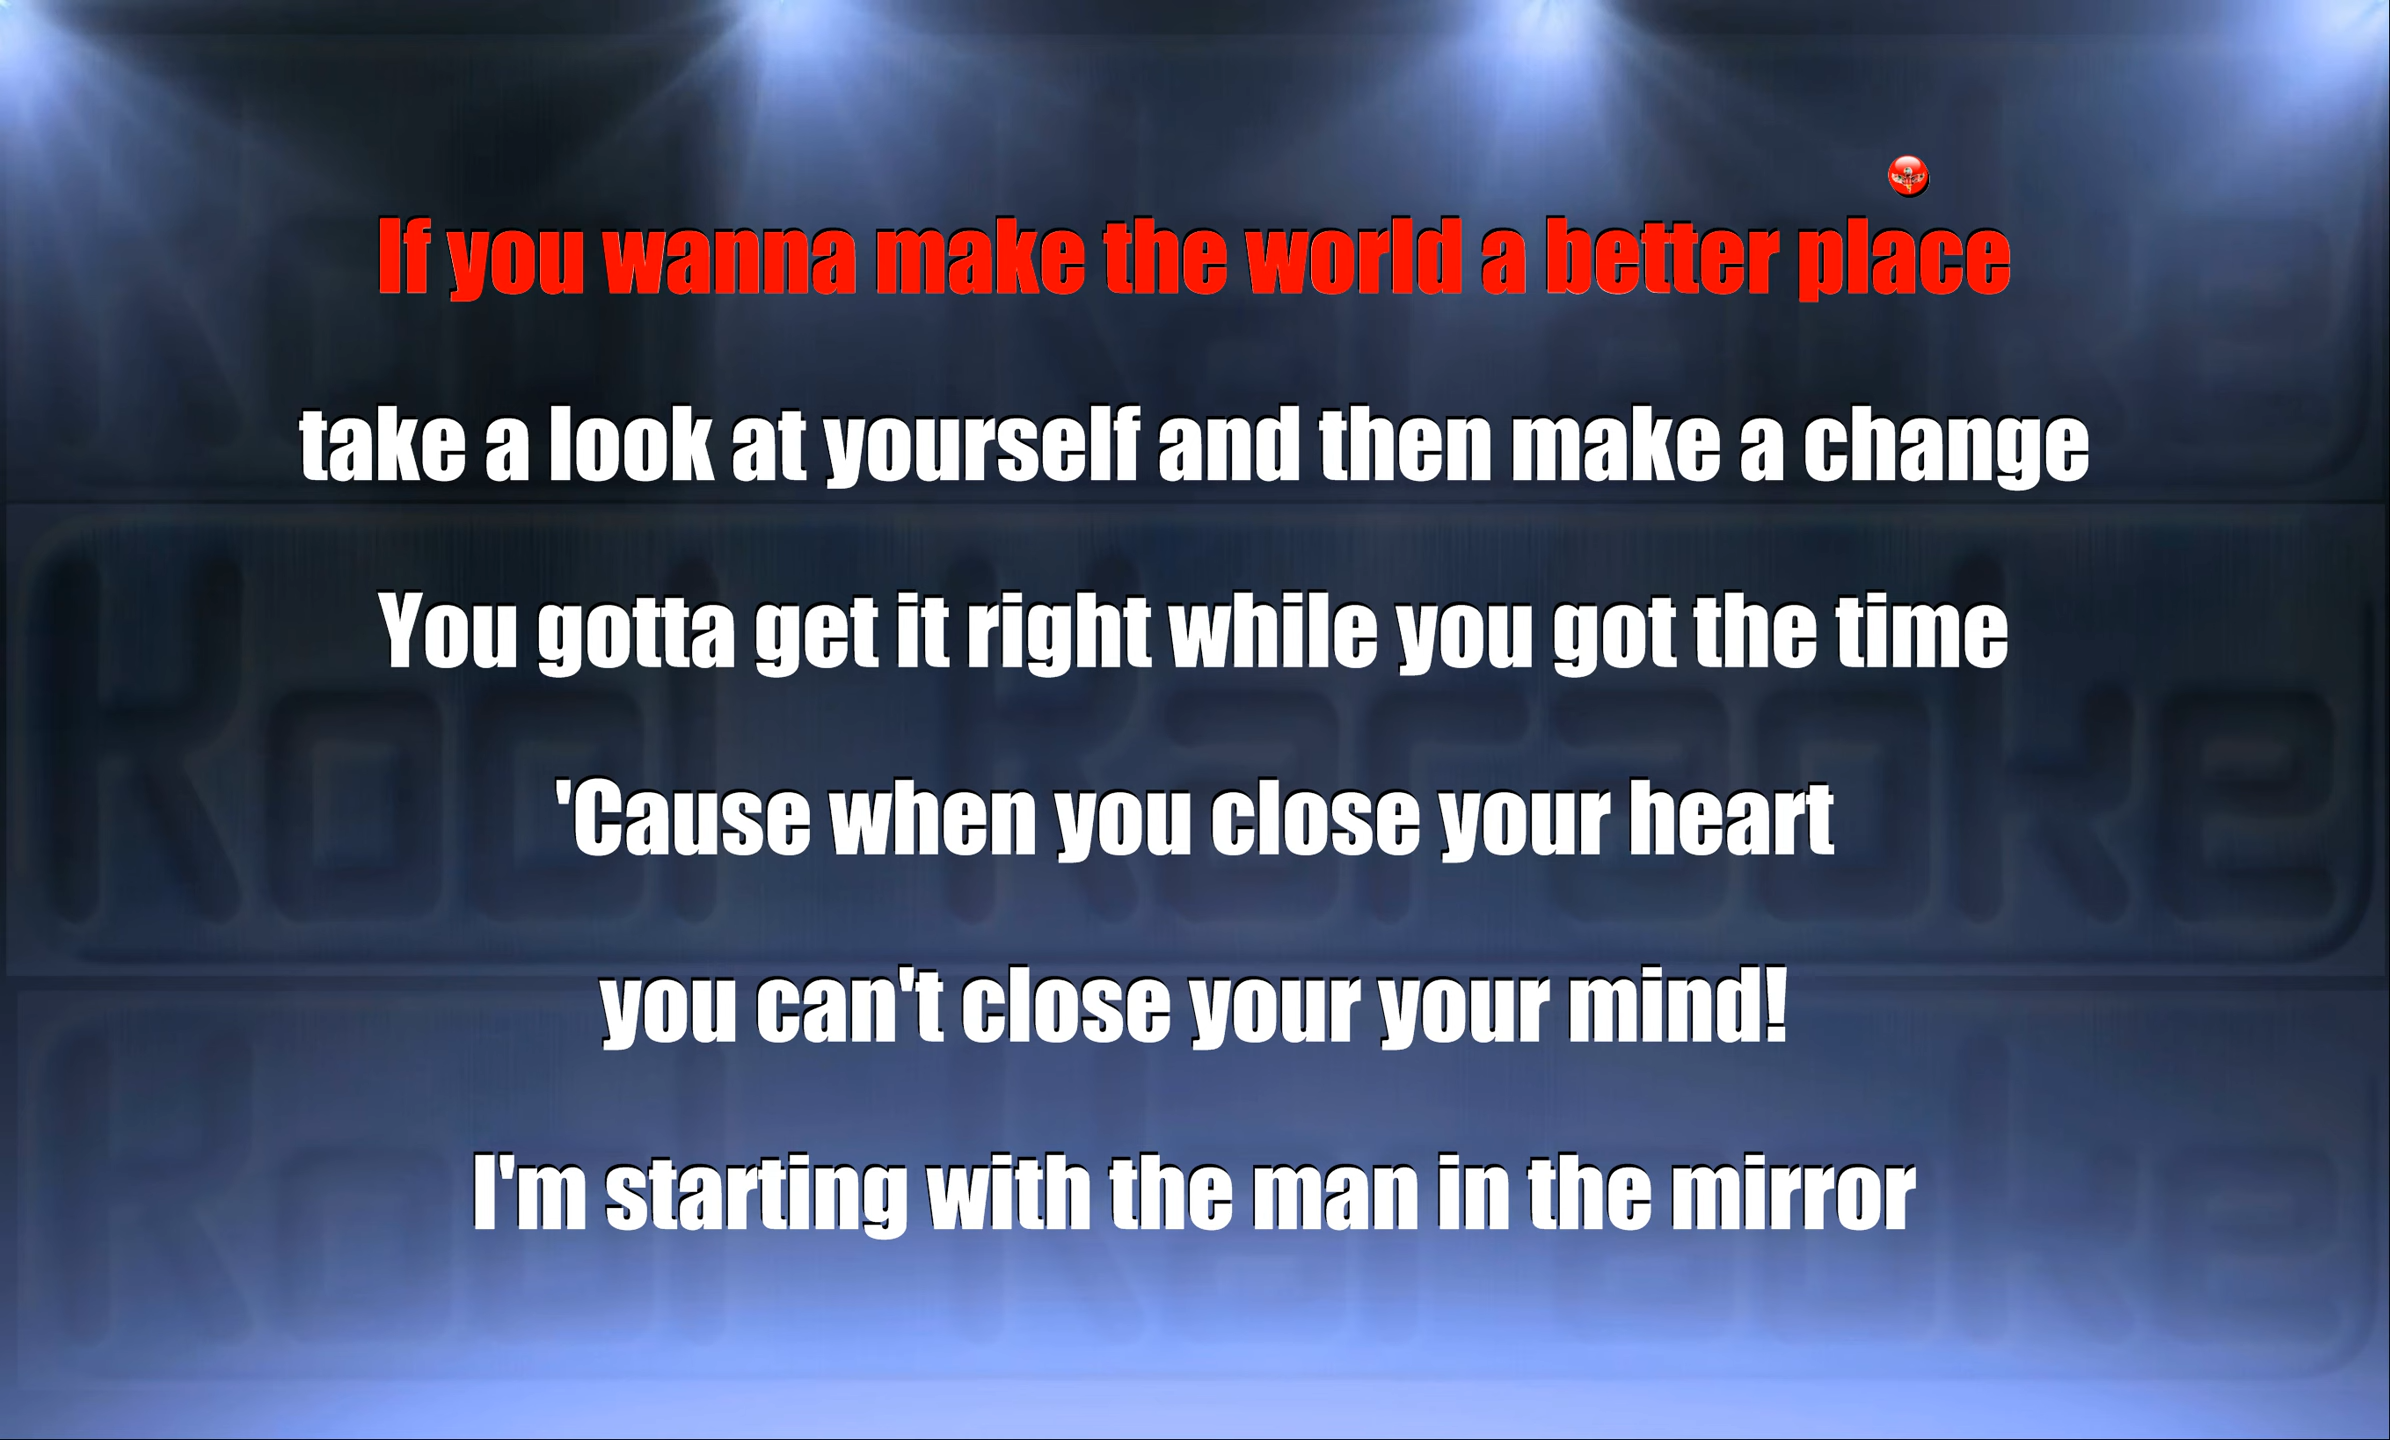 If you wanna make the world a better place
take a look at yourself and then make a change
You gotta get it right while you got the time
'Cause when you close your heart
you can't close your your mind!
I'm starting with the man in the mirror
Kool Karaoke